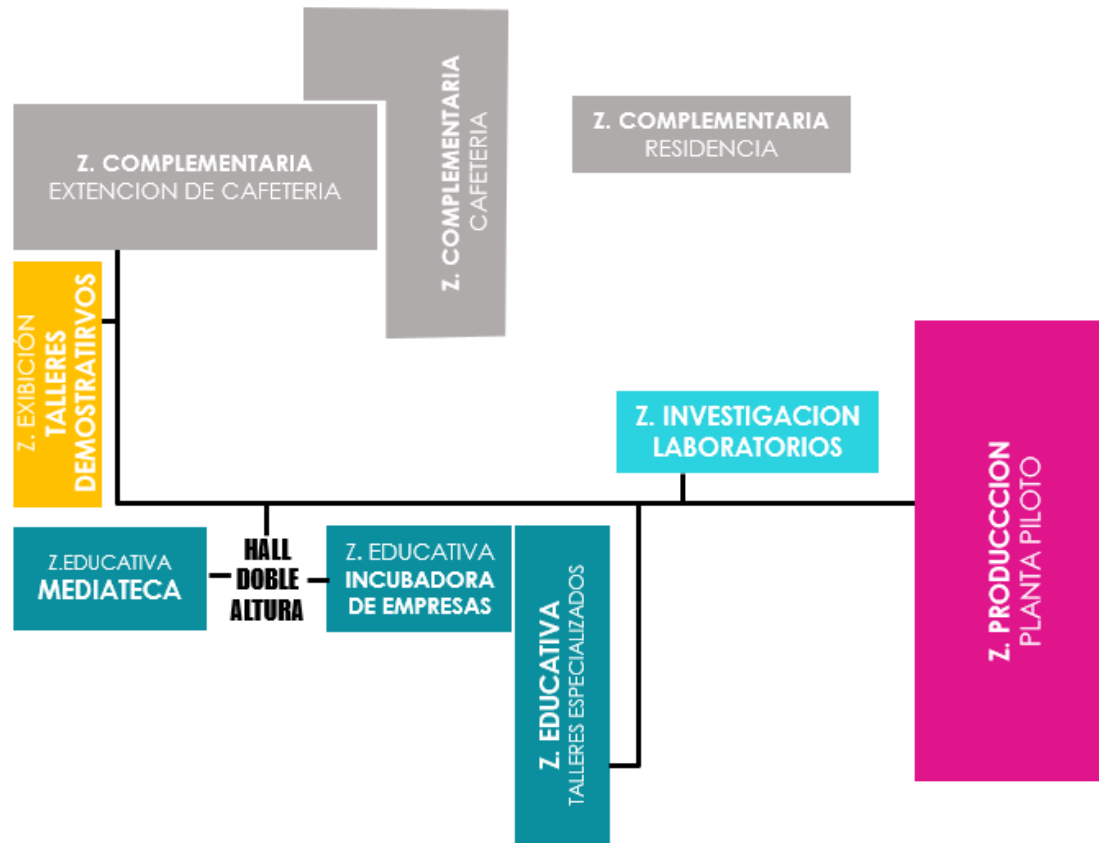 Z. COMPLEMENTARIA
EXTENCION DE CAFETERIA
Z. COMPLEMENTARIA
CAFETERIA
Z. COMPLEMENTARIA
RESIDENCIA
Z. EXIBICIÓN
TALLERES
DEMOSTRATIRVOS
Z. INVESTIGACION
LABORATORIOS
Z. PRODUCCCION
PLANTA PILOTO
Z.EDUCATIVA
MEDIATECA
HALL
DOBLE
ALTURA
Z. EDUCATIVA
INCUBADORA
DE EMPRESAS
Z. EDUCATIVA
TALLERES ESPECIALIZADOS